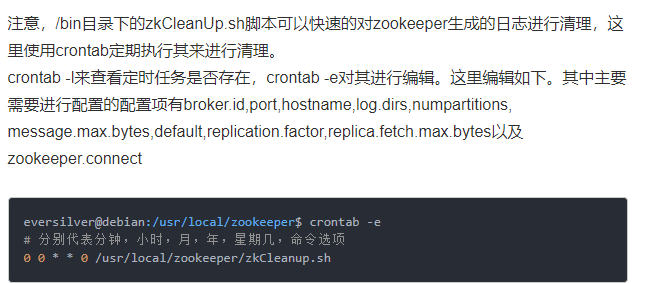 注意，/bin目录下的zkCleanUp.sh脚本可以快速的对zookeeper生成的日志进行清理，这
里使用crontab定期执行其来进行清理。
crontab -l来查看定时任务是否存在，crontab -e对其进行编辑。这里编辑如下。其中主要
需要进行配置的配置项有broker.id,port,hostname,log.dirs,numpartitions,
message.max.bytes,default,replication.factor,replica.fetch.max.bytes以及
zookeeper.connect
eversilver@debian:/usr/local/zookeeper$ crontab -e
# 分别代表分钟，小时，月，年，星期几，命令选项
0 0 * * 0 /usr/local/zookeeper/zkCleanup.sh